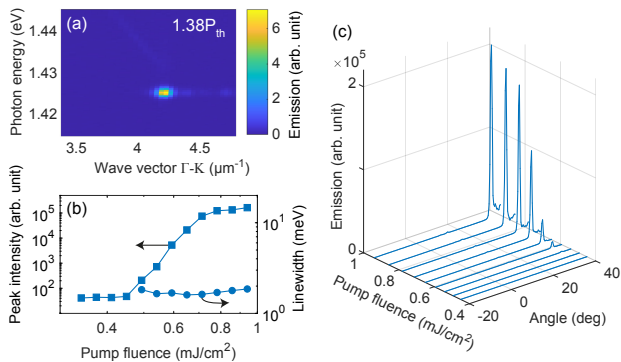 (a)
1.38P_th
Photon energy (eV)
1.44
1.43
1.42
3.5
4
4.5
Wave vector Γ-K (μm⁻¹)
6
4
2
0
Emission (arb. unit)
(b)
Peak intensity (arb. unit)
10⁵
10⁴
10³
10²
0.4
0.6
0.8
1
Pump fluence (mJ/cm²)
10¹
10⁰
Linewidth (meV)
(c)
×10⁵
2
1
0
Emission (arb. unit)
1
0.8
0.6
0.4
Pump fluence (mJ/cm²)
-20
0
20
40
Angle (deg)